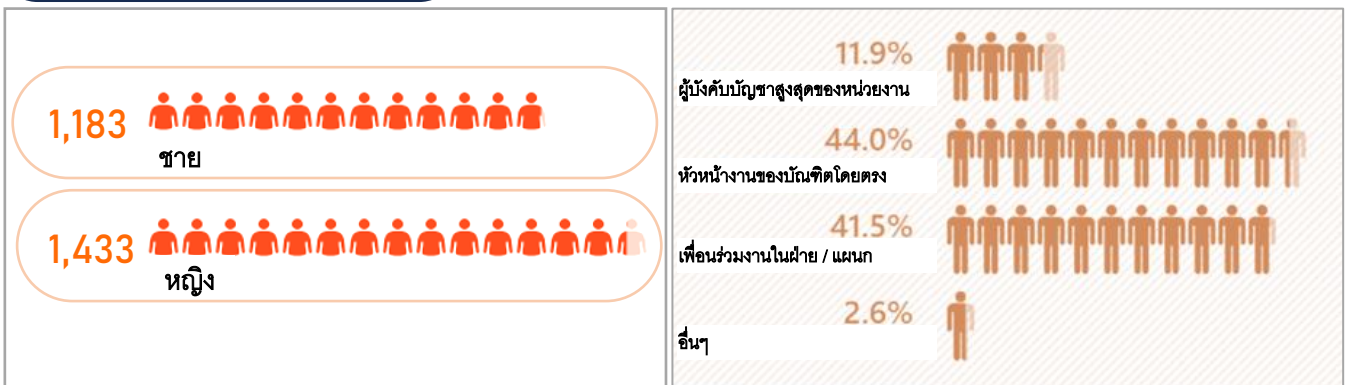 1,183
ชาย
1,433
หญิง
11.9%
ผู้บังคับบัญชาสูงสุดของหน่วยงาน
44.0%
หัวหน้างานของบัณฑิตโดยตรง
41.5%
เพื่อนร่วมงานในฝ่าย / แผนก
2.6%
อื่นๆ